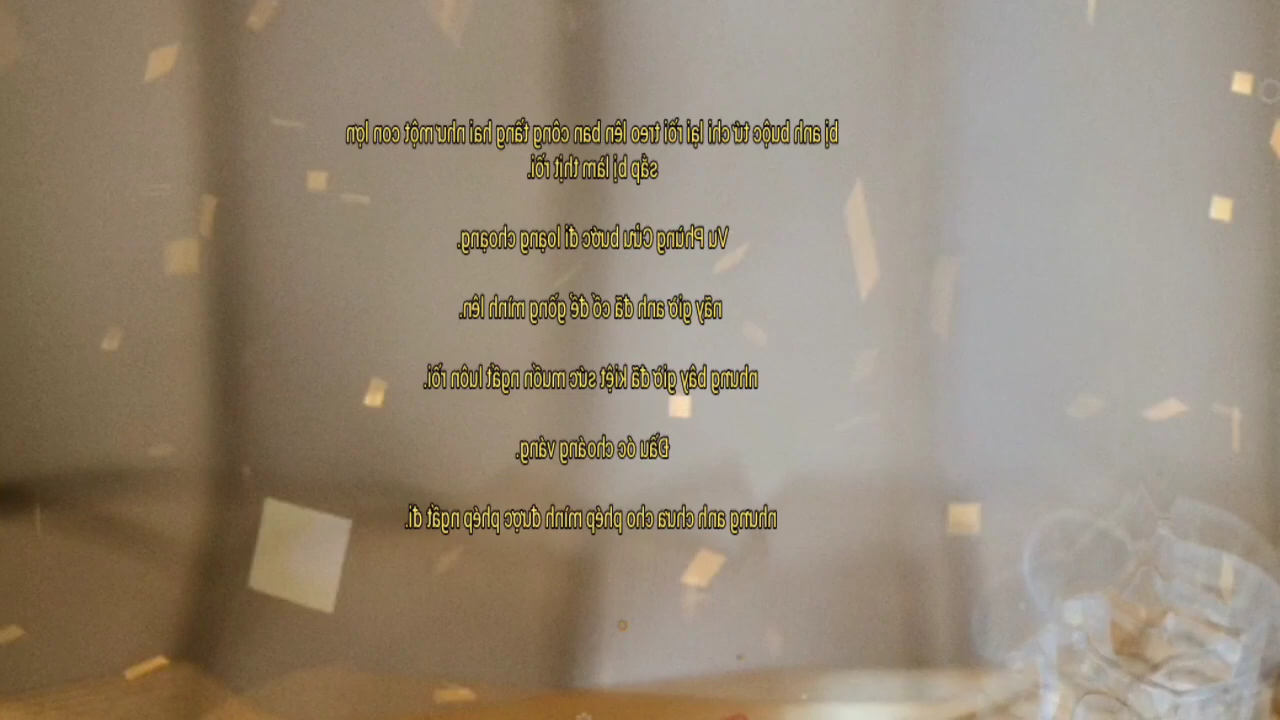 bị anh buộc tứ chi lại rồi treo lên ban công tầng hai như một con lợn
sắp bị làm thịt rồi.
Vu Phùng Cửu bước đi loạng choạng.
nãy giờ anh đã cố để gồng mình lên.
nhưng bây giờ đã kiệt sức muốn ngất luôn rồi.
Đầu óc choáng váng.
nhưng anh chưa cho phép mình được phép ngất đi.